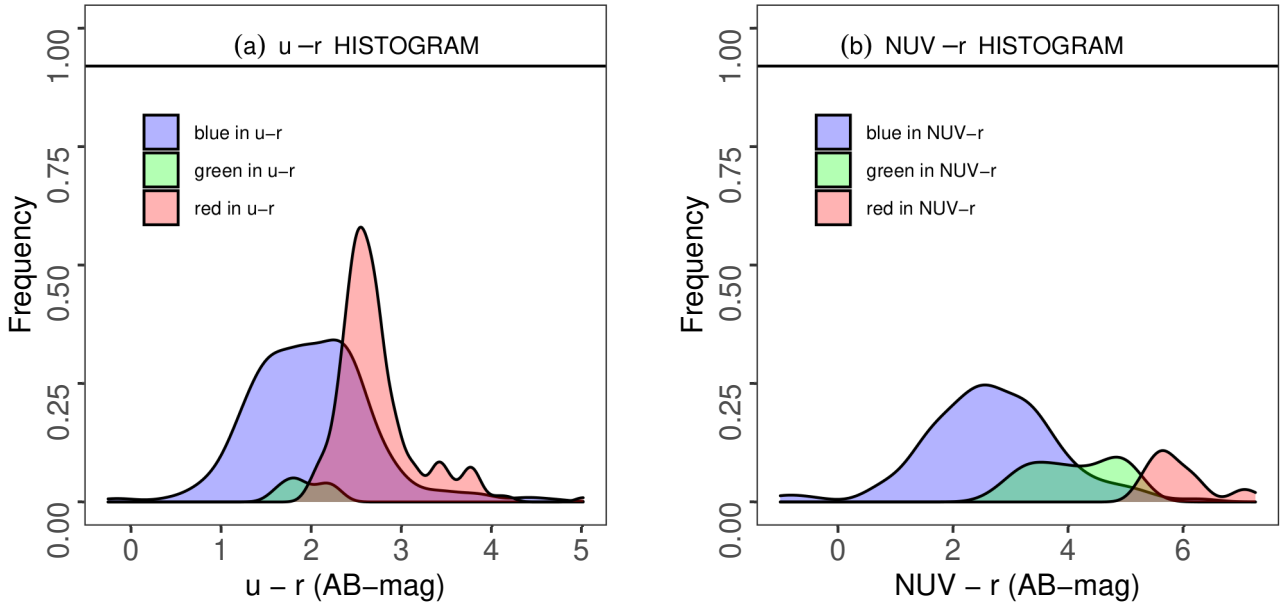 (a) u −r HISTOGRAM
blue in u−r
green in u−r
red in u−r
Frequency
1.00
0.75
0.50
0.25
0.00
0 1 2 3 4 5
u − r (AB−mag)
(b) NUV −r HISTOGRAM
blue in NUV−r
green in NUV−r
red in NUV−r
Frequency
1.00
0.75
0.50
0.25
0.00
0 2 4 6
NUV − r (AB−mag)